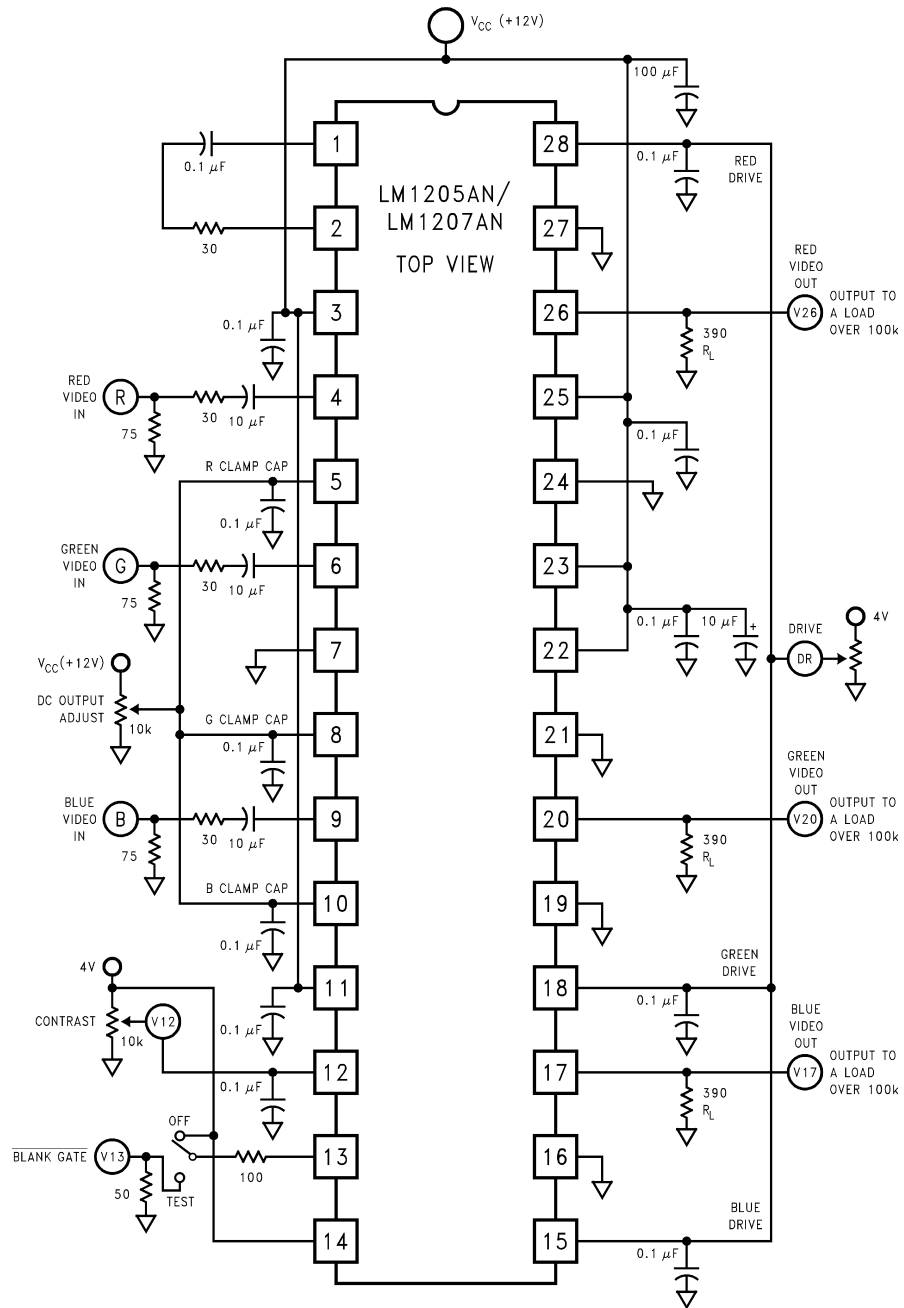 V_CC (+12V)
100 μF
1
28
0.1 μF
0.1 μF
RED
DRIVE
LM1205AN/
LM1207AN
TOP VIEW
2
27
30
RED
VIDEO
OUT
3
26
V26
OUTPUT TO
A LOAD
OVER 100k
0.1 μF
390
R_L
RED
VIDEO
IN
R
75
30
10 μF
4
25
0.1 μF
R CLAMP CAP
5
24
0.1 μF
GREEN
VIDEO
IN
G
75
30
10 μF
6
23
0.1 μF
10 μF
+
7
22
DRIVE
DR
4V
V_CC(+12V)
DC OUTPUT
ADJUST
10k
G CLAMP CAP
0.1 μF
8
21
GREEN
VIDEO
OUT
BLUE
VIDEO
IN
B
75
30
10 μF
9
20
V20
OUTPUT TO
A LOAD
OVER 100k
390
R_L
B CLAMP CAP
10
19
0.1 μF
4V
11
18
GREEN
DRIVE
0.1 μF
0.1 μF
CONTRAST
10k
V12
BLUE
VIDEO
OUT
12
17
V17
OUTPUT TO
A LOAD
OVER 100k
0.1 μF
390
R_L
OFF
BLANK GATE
V13
50
TEST
100
13
16
14
15
BLUE
DRIVE
0.1 μF